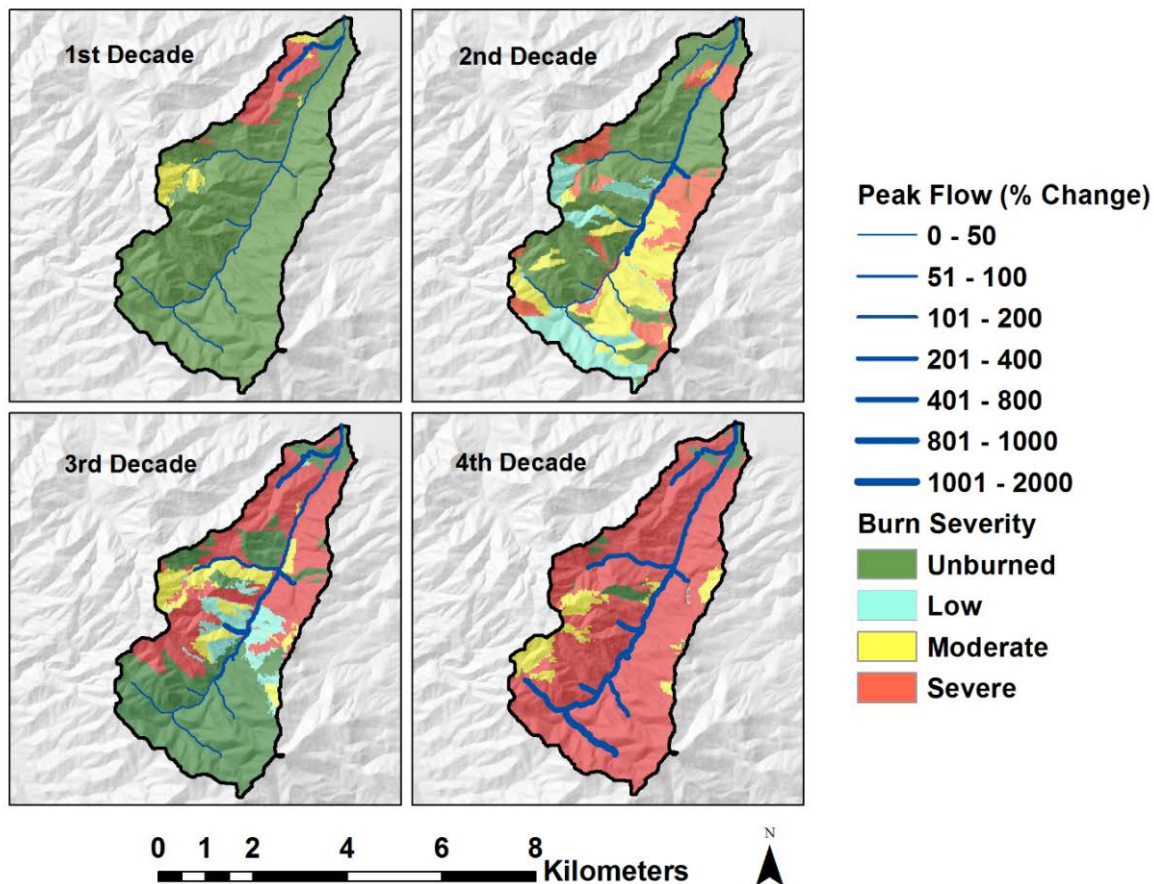 1st Decade
2nd Decade
3rd Decade
4th Decade
Peak Flow (% Change)
0 - 50
51 - 100
101 - 200
201 - 400
401 - 800
801 - 1000
1001 - 2000
Burn Severity
Unburned
Low
Moderate
Severe
0 1 2 4 6 8
Kilometers
N